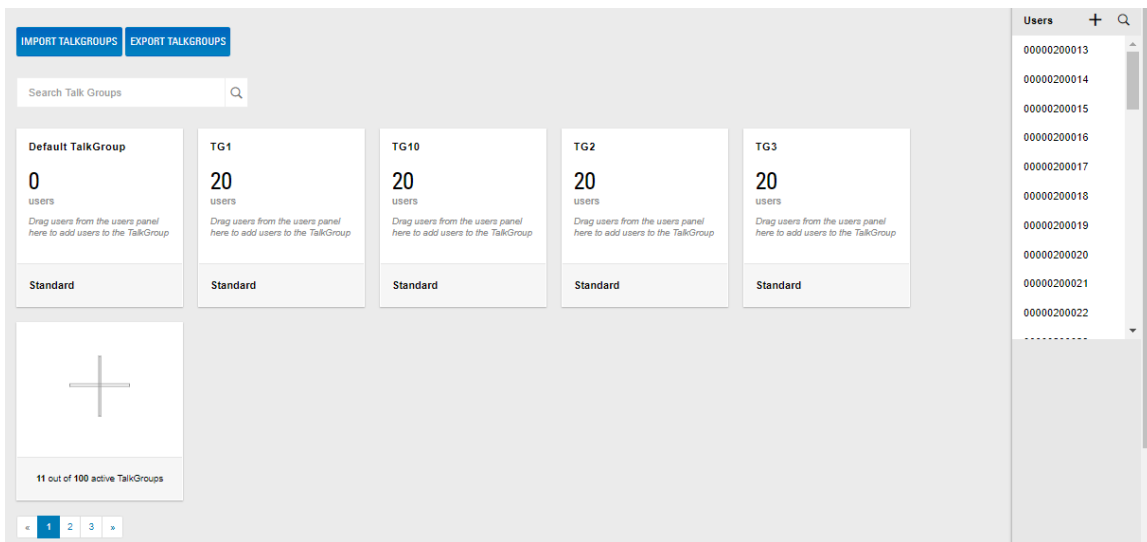 IMPORT TALKGROUPS
EXPORT TALKGROUPS
Search Talk Groups
Default TalkGroup
0
users
Drag users from the users panel
here to add users to the TalkGroup
Standard
TG1
20
users
Drag users from the users panel
here to add users to the TalkGroup
Standard
TG10
20
users
Drag users from the users panel
here to add users to the TalkGroup
Standard
TG2
20
users
Drag users from the users panel
here to add users to the TalkGroup
Standard
TG3
20
users
Drag users from the users panel
here to add users to the TalkGroup
Standard
11 out of 100 active TalkGroups
« 1 2 3 »
Users
00000200013
00000200014
00000200015
00000200016
00000200017
00000200018
00000200019
00000200020
00000200021
00000200022